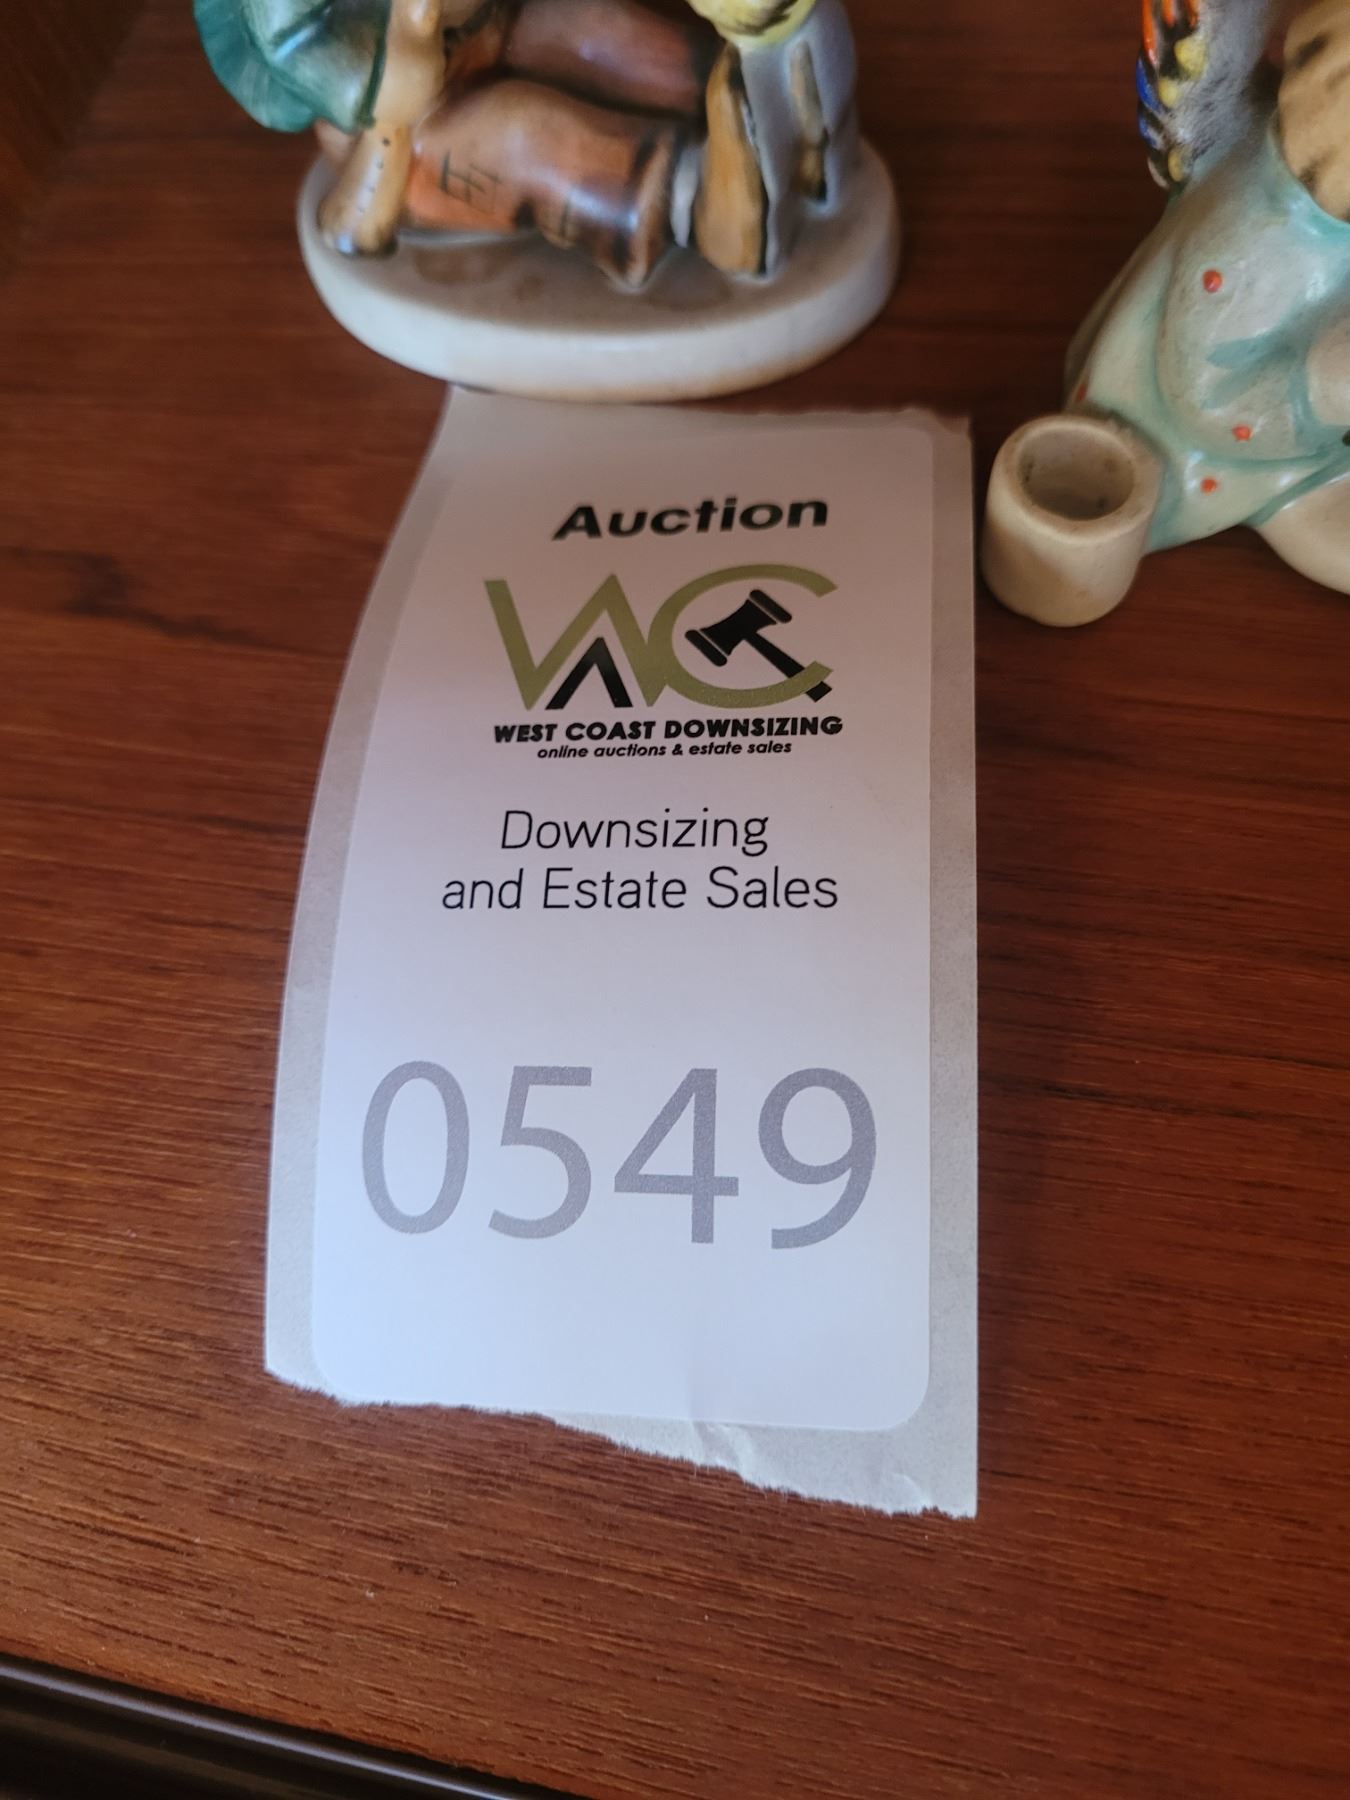 Auction
WC
WEST COAST DOWNSIZING
online auctions & estate sales
Downsizing
and Estate Sales
0549